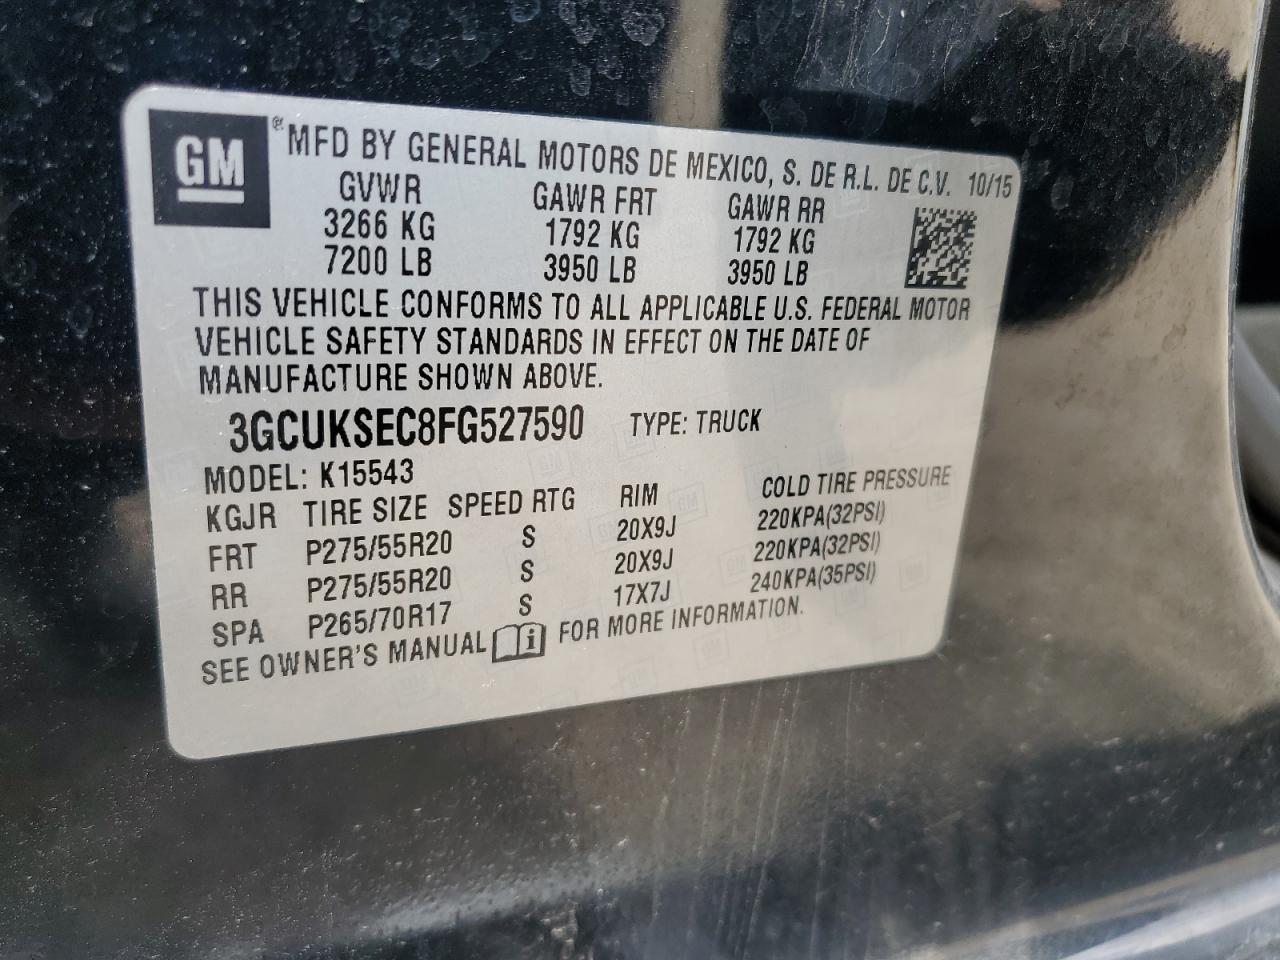 GM
® MFD BY GENERAL MOTORS DE MEXICO, S. DE R.L. DE C.V. 10/15
GVWR GAWR FRT GAWR RR
3266 KG 1792 KG 1792 KG
7200 LB 3950 LB 3950 LB
THIS VEHICLE CONFORMS TO ALL APPLICABLE U.S. FEDERAL MOTOR
VEHICLE SAFETY STANDARDS IN EFFECT ON THE DATE OF
MANUFACTURE SHOWN ABOVE.
3GCUKSEC8FG527590 TYPE: TRUCK
MODEL: K15543
KGJR TIRE SIZE SPEED RTG RIM COLD TIRE PRESSURE
FRT P275/55R20 S 20X9J 220KPA(32PSI)
RR P275/55R20 S 20X9J 220KPA(32PSI)
SPA P265/70R17 S 17X7J 240KPA(35PSI)
SEE OWNER'S MANUAL i FOR MORE INFORMATION.